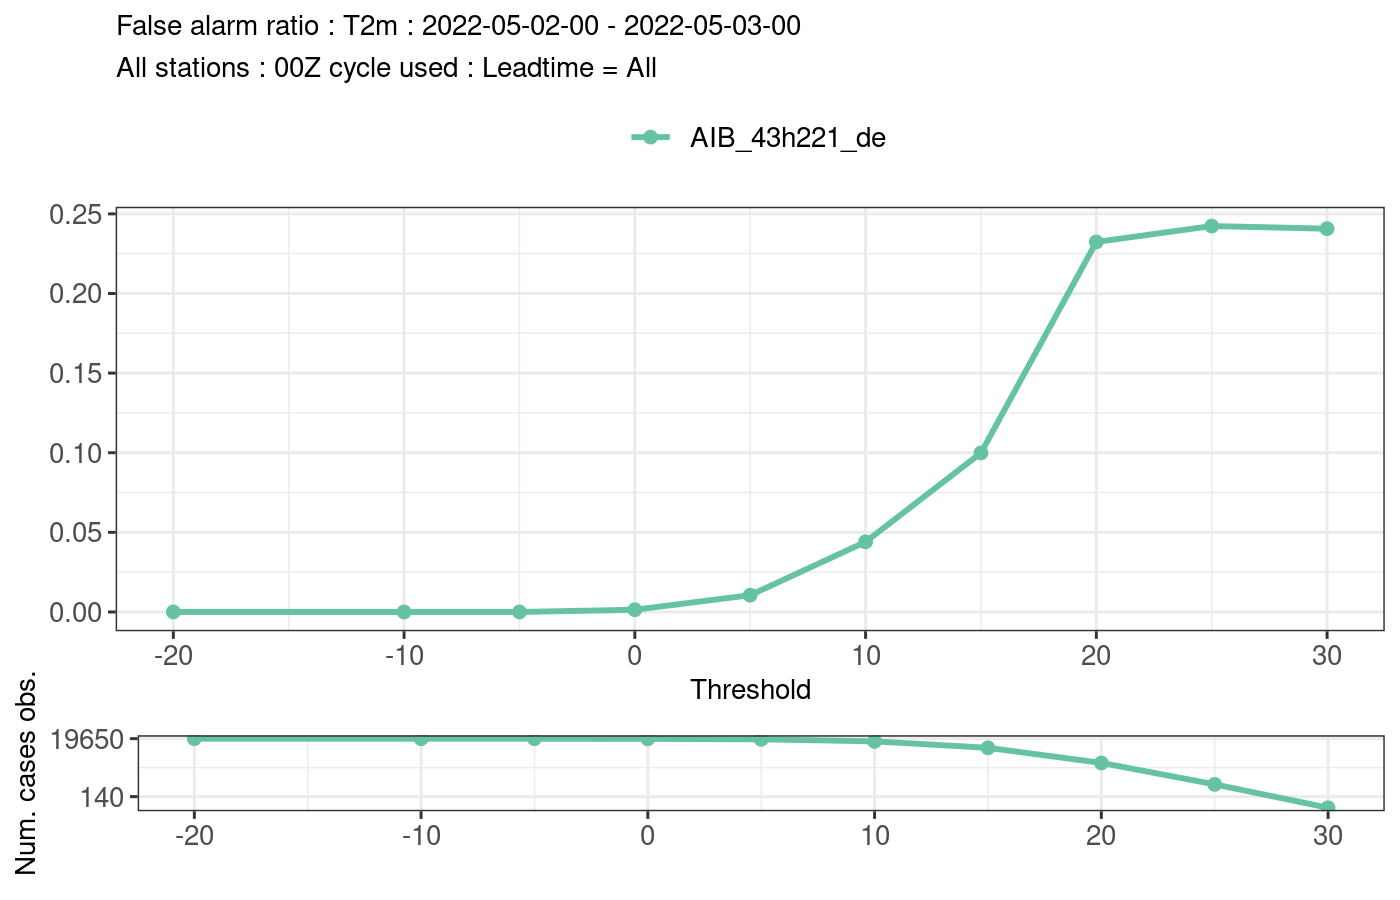 False alarm ratio : T2m : 2022-05-02-00 - 2022-05-03-00
All stations : 00Z cycle used : Leadtime = All
AIB_43h221_de
0.25
0.20
0.15
0.10
0.05
0.00
-20 -10 0 10 20 30
Threshold
Num. cases obs.
19650
140
-20 -10 0 10 20 30